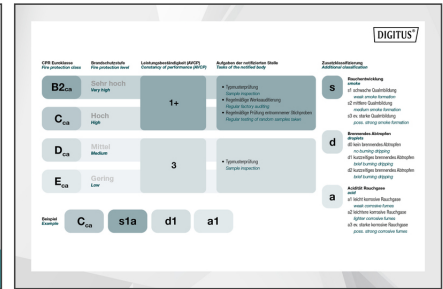 DIGITUS®
CPR Euroklasse
Fire protection class
Brandschutzstufe
Fire protection level
Leistungsbeständigkeit (AVCP)
Constancy of performance (AVCP)
Aufgaben der notifizierten Stelle
Tasks of the notified body
Zusatzklassifizierung
Additional classification
B2ca
Sehr hoch
Very high
1+
• Typmusterprüfung
Sample inspection
• Regelmäßige Werksauditierung
Regular factory auditing
• Regelmäßige Prüfung entnommener Stichproben
Regular testing of random samples taken
Cca
Hoch
High
Dca
Mittel
Medium
3
• Typmusterprüfung
Sample inspection
Eca
Gering
Low
s
Rauchentwicklung
smoke
s1 schwache Qualmbildung
weak smoke formation
s2 mittlere Qualmbildung
medium smoke formation
s3 ev. starke Qualmbildung
poss. strong smoke formation
d
Brennendes Abtropfen
droplets
d0 kein brennendes Abtropfen
no burning dripping
d1 kurzzeitiges brennendes Abtropfen
brief burning dripping
d2 kurzzeitiges brennendes Abtropfen
brief burning dripping
a
Acidität Rauchgase
acid
a1 leicht korrosive Rauchgase
weak corrosive fumes
a2 leichtere korrosive Rauchgase
lighter corrosive fumes
a3 ev. starke korrosive Rauchgase
poss. strong corrosive fumes
Beispiel
Example
Cca
s1a
d1
a1